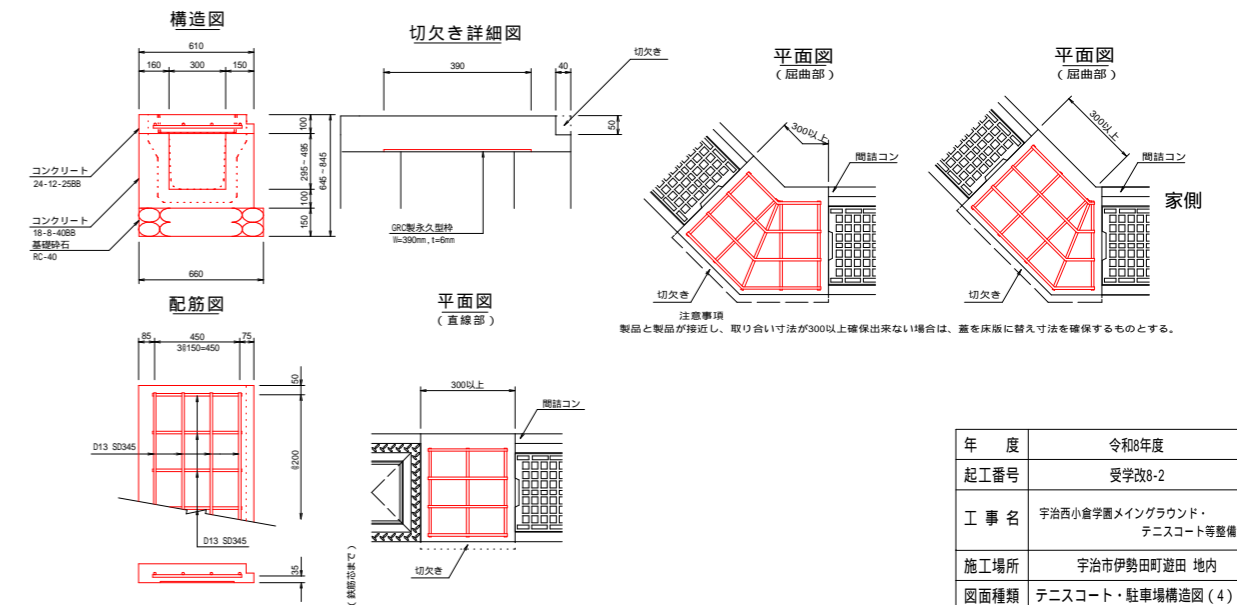 構造図
610
160
300
150
100
295~495
100
150
645~845
コンクリート
24-12-25BB
コンクリート
18-8-40BB
基礎砕石
RC-40
660
切欠き詳細図
390
40
切欠き
50
GRC製永久型枠
W=390mm,t=6mm
平面図
(屈曲部)
300以上
間詰コン
切欠き
平面図
(屈曲部)
300以上
間詰コン
家側
切欠き
注意事項
製品と製品が接近し、取り合い寸法が300以上確保出来ない場合は、蓋を床版に替え寸法を確保するものとする。
配筋図
85
450
75
3@150=450
50
D13 SD345
@200
D13 SD345
35
(鉄筋芯まで)
平面図
(直線部)
300以上
間詰コン
切欠き
年 度
令和8年度
起工番号
受学改8-2
工 事 名
宇治西小倉学園メイングラウンド・
テニスコート等整備
施工場所
宇治市伊勢田町遊田 地内
図面種類
テニスコート・駐車場構造図(4)